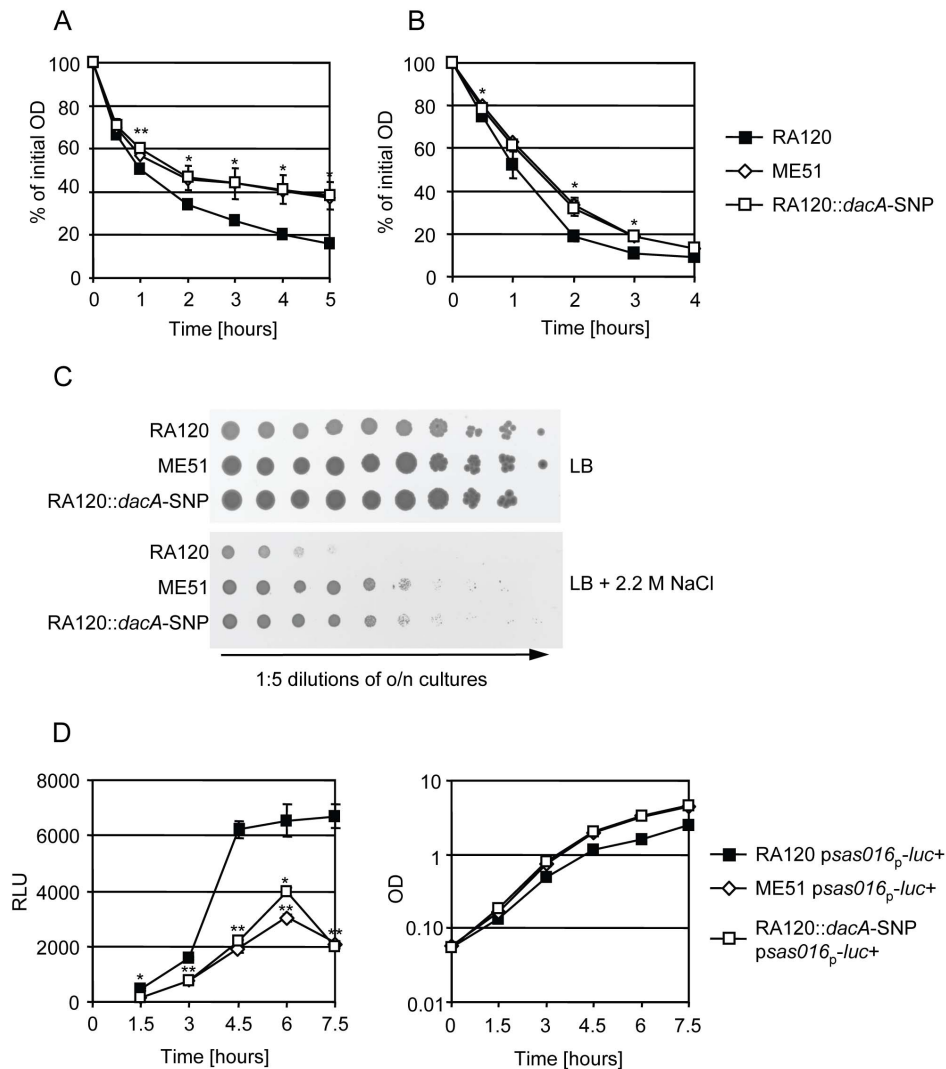 A
B
100
80
60
40
20
0
% of initial OD
** * * * *
0 1 2 3 4 5
Time [hours]
100
80
60
40
20
0
% of initial OD
* * *
0 1 2 3 4
Time [hours]
RA120
ME51
RA120::dacA-SNP
C
RA120
ME51
RA120::dacA-SNP
LB
RA120
ME51
RA120::dacA-SNP
LB + 2.2 M NaCl
1:5 dilutions of o/n cultures
D
8000
6000
4000
2000
0
RLU
* ** ** * ** **
0 1.5 3 4.5 6 7.5
Time [hours]
10
1
0.10
0.01
OD
0 1.5 3 4.5 6 7.5
Time [hours]
RA120 psas016p-luc+
ME51 psas016p-luc+
RA120::dacA-SNP
psas016p-luc+